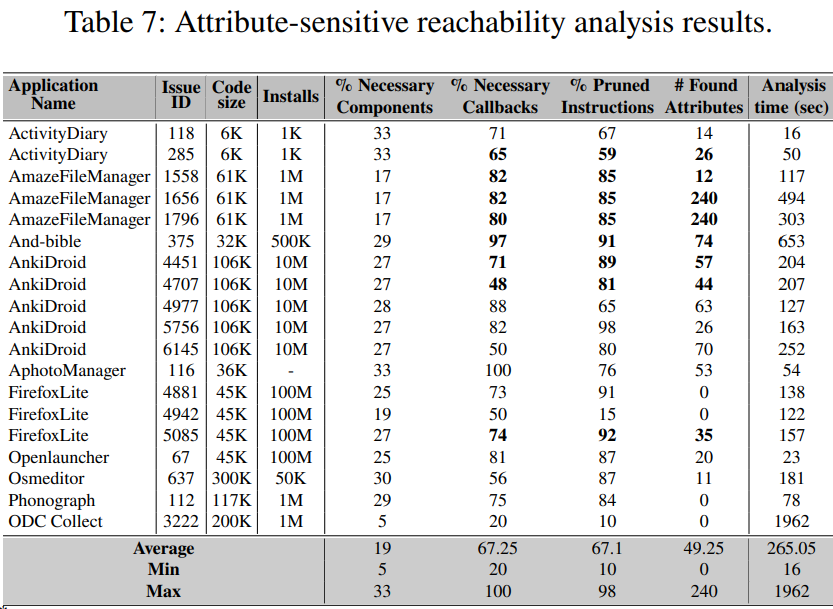 Table 7: Attribute-sensitive reachability analysis results.
Application Name Issue ID Code size Installs % Necessary Components % Necessary Callbacks % Pruned Instructions # Found Attributes Analysis time (sec)
ActivityDiary 118 6K 1K 33 71 67 14 16
ActivityDiary 285 6K 1K 33 65 59 26 50
AmazeFileManager 1558 61K 1M 17 82 85 12 117
AmazeFileManager 1656 61K 1M 17 82 85 240 494
AmazeFileManager 1796 61K 1M 17 80 85 240 303
And-bible 375 32K 500K 29 97 91 74 653
AnkiDroid 4451 106K 10M 27 71 89 57 204
AnkiDroid 4707 106K 10M 27 48 81 44 207
AnkiDroid 4977 106K 10M 28 88 65 63 127
AnkiDroid 5756 106K 10M 27 82 98 26 163
AnkiDroid 6145 106K 10M 27 50 80 70 252
AphotoManager 116 36K - 33 100 76 53 54
FirefoxLite 4881 45K 100M 25 73 91 0 138
FirefoxLite 4942 45K 100M 19 50 15 0 122
FirefoxLite 5085 45K 100M 27 74 92 35 157
Openlauncher 67 45K 100M 25 81 87 20 23
Osmeditor 637 300K 50K 30 56 87 11 181
Phonograph 112 117K 1M 29 75 84 0 78
ODC Collect 3222 200K 1M 5 20 10 0 1962
Average 19 67.25 67.1 49.25 265.05
Min 5 20 10 0 16
Max 33 100 98 240 1962